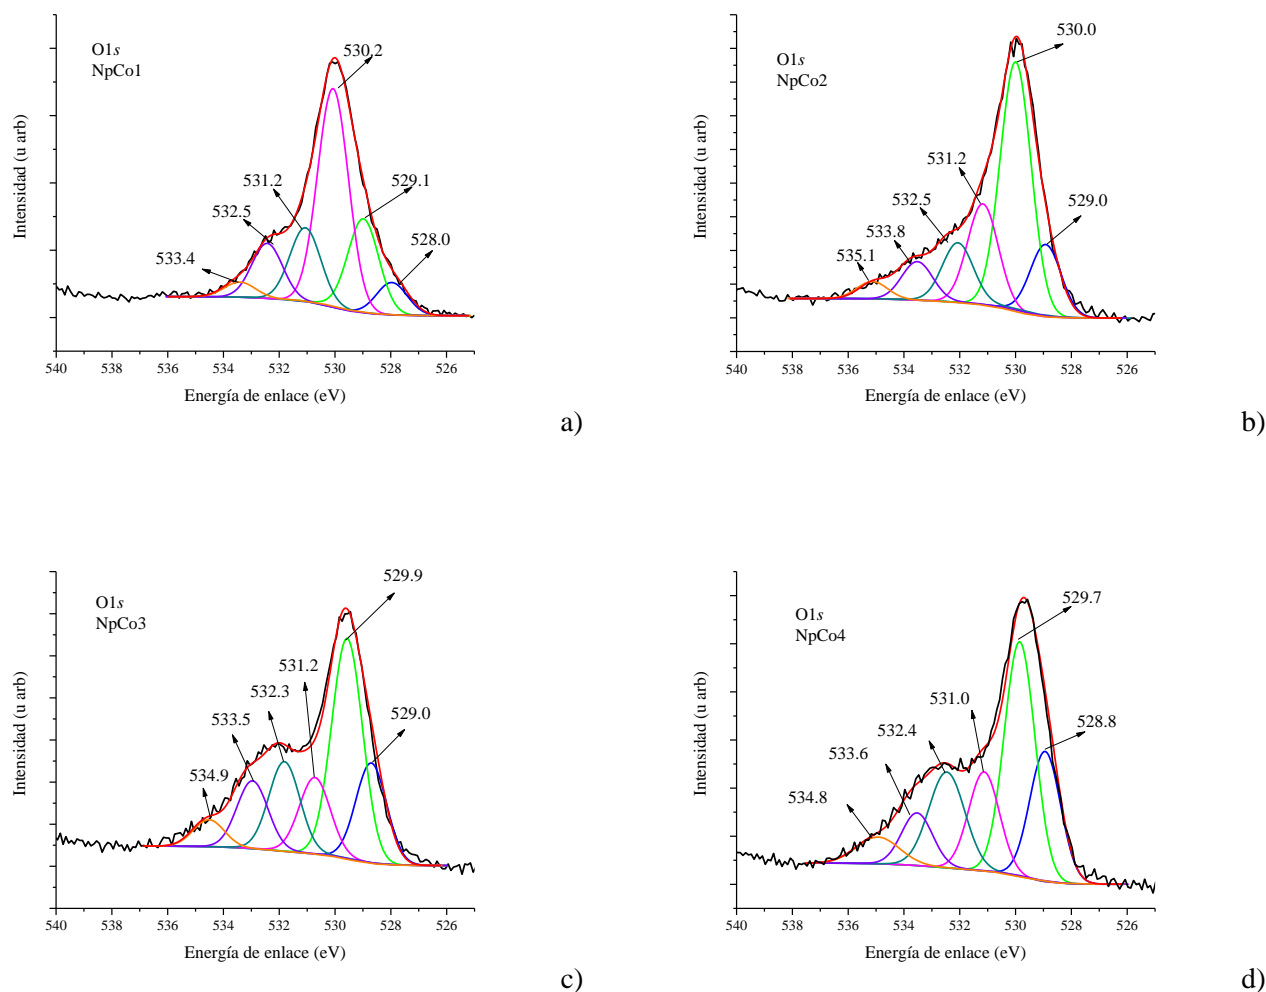 O1s
NpCo1
530.2
531.2
529.1
532.5
528.0
533.4
Intensidad (u arb)
540 538 536 534 532 530 528 526
Energía de enlace (eV)
a)
O1s
NpCo2
530.0
531.2
532.5
529.0
533.8
535.1
Intensidad (u arb)
540 538 536 534 532 530 528 526
Energía de enlace (eV)
b)
O1s
NpCo3
529.9
531.2
532.3
533.5
529.0
534.9
Intensidad (u arb)
540 538 536 534 532 530 528 526
Energía de enlace (eV)
c)
O1s
NpCo4
529.7
531.0
532.4
528.8
533.6
534.8
Intensidad (u arb)
540 538 536 534 532 530 528 526
Energía de enlace (eV)
d)